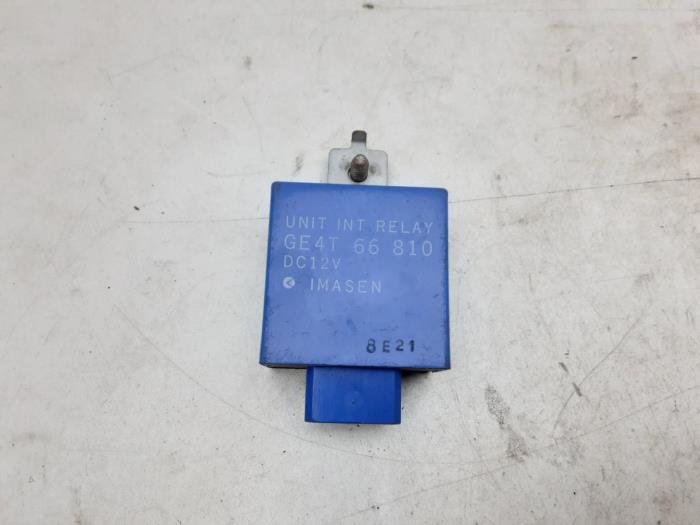 UNIT INT RELAY
GE4T 66 810
DC12V
IMASEN
8E21